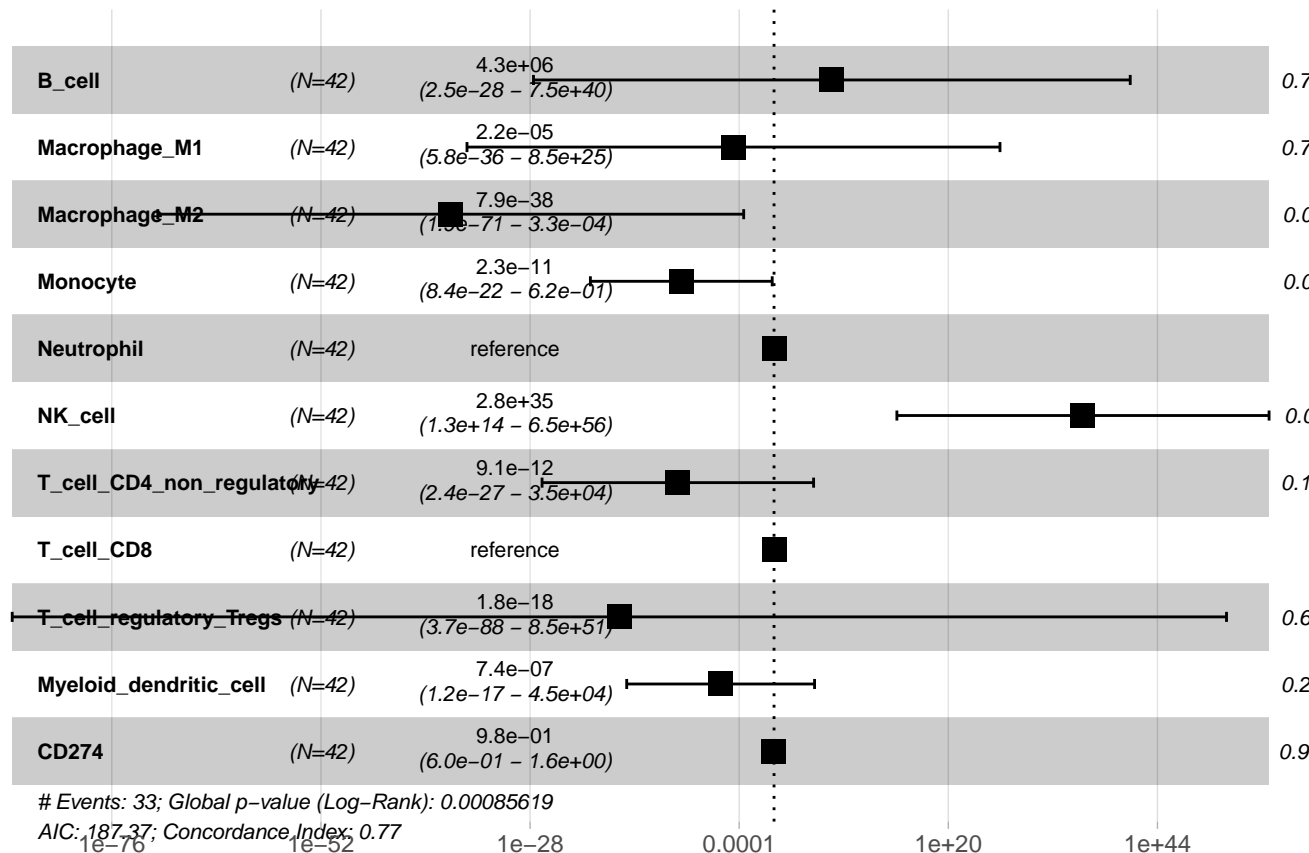 B_cell (N=42) 4.3e+06 0.7
(2.5e−28 − 7.5e+40)
Macrophage_M1 (N=42) 2.2e−05 0.7
(5.8e−36 − 8.5e+25)
Macrophage_M2 (N=42) 7.9e−38 0.0
−71 − 3.3e−04)
Monocyte (N=42) 2.3e−11 0.0
(8.4e−22 − 6.2e−01)
Neutrophil (N=42) reference
NK_cell (N=42) 2.8e+35 0.0
(1.3e+14 − 6.5e+56)
T_cell_CD4_non_regulatory (N=42) 9.1e−12 0.1
(2.4e−27 − 3.5e+04)
T_cell_CD8 (N=42) reference
T_cell_regulatory_Tregs (N=42) 1.8e−18 0.6
(3.7e−88 − 8.5e+51)
Myeloid_dendritic_cell (N=42) 7.4e−07 0.2
(1.2e−17 − 4.5e+04)
CD274 (N=42) 9.8e−01 0.9
(6.0e−01 − 1.6e+00)
# Events: 33; Global p−value (Log−Rank): 0.00085619
AIC: 187.37; Concordance Index: 0.77
1e−76 1e−52 1e−28 0.0001 1e+20 1e+44